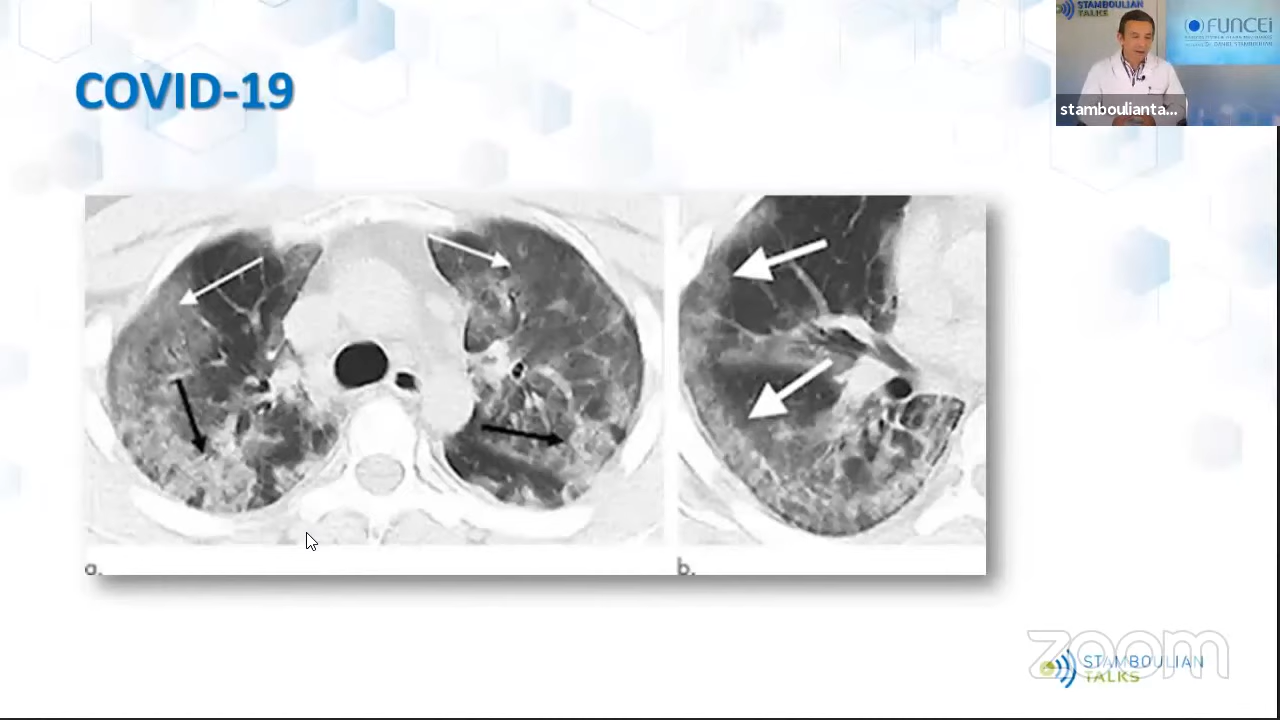 COVID-19
STAMBOULIAN
TALKS
FUNCEi
stamboulianta...
a.
b.
zoom
STAMBOULIAN
TALKS